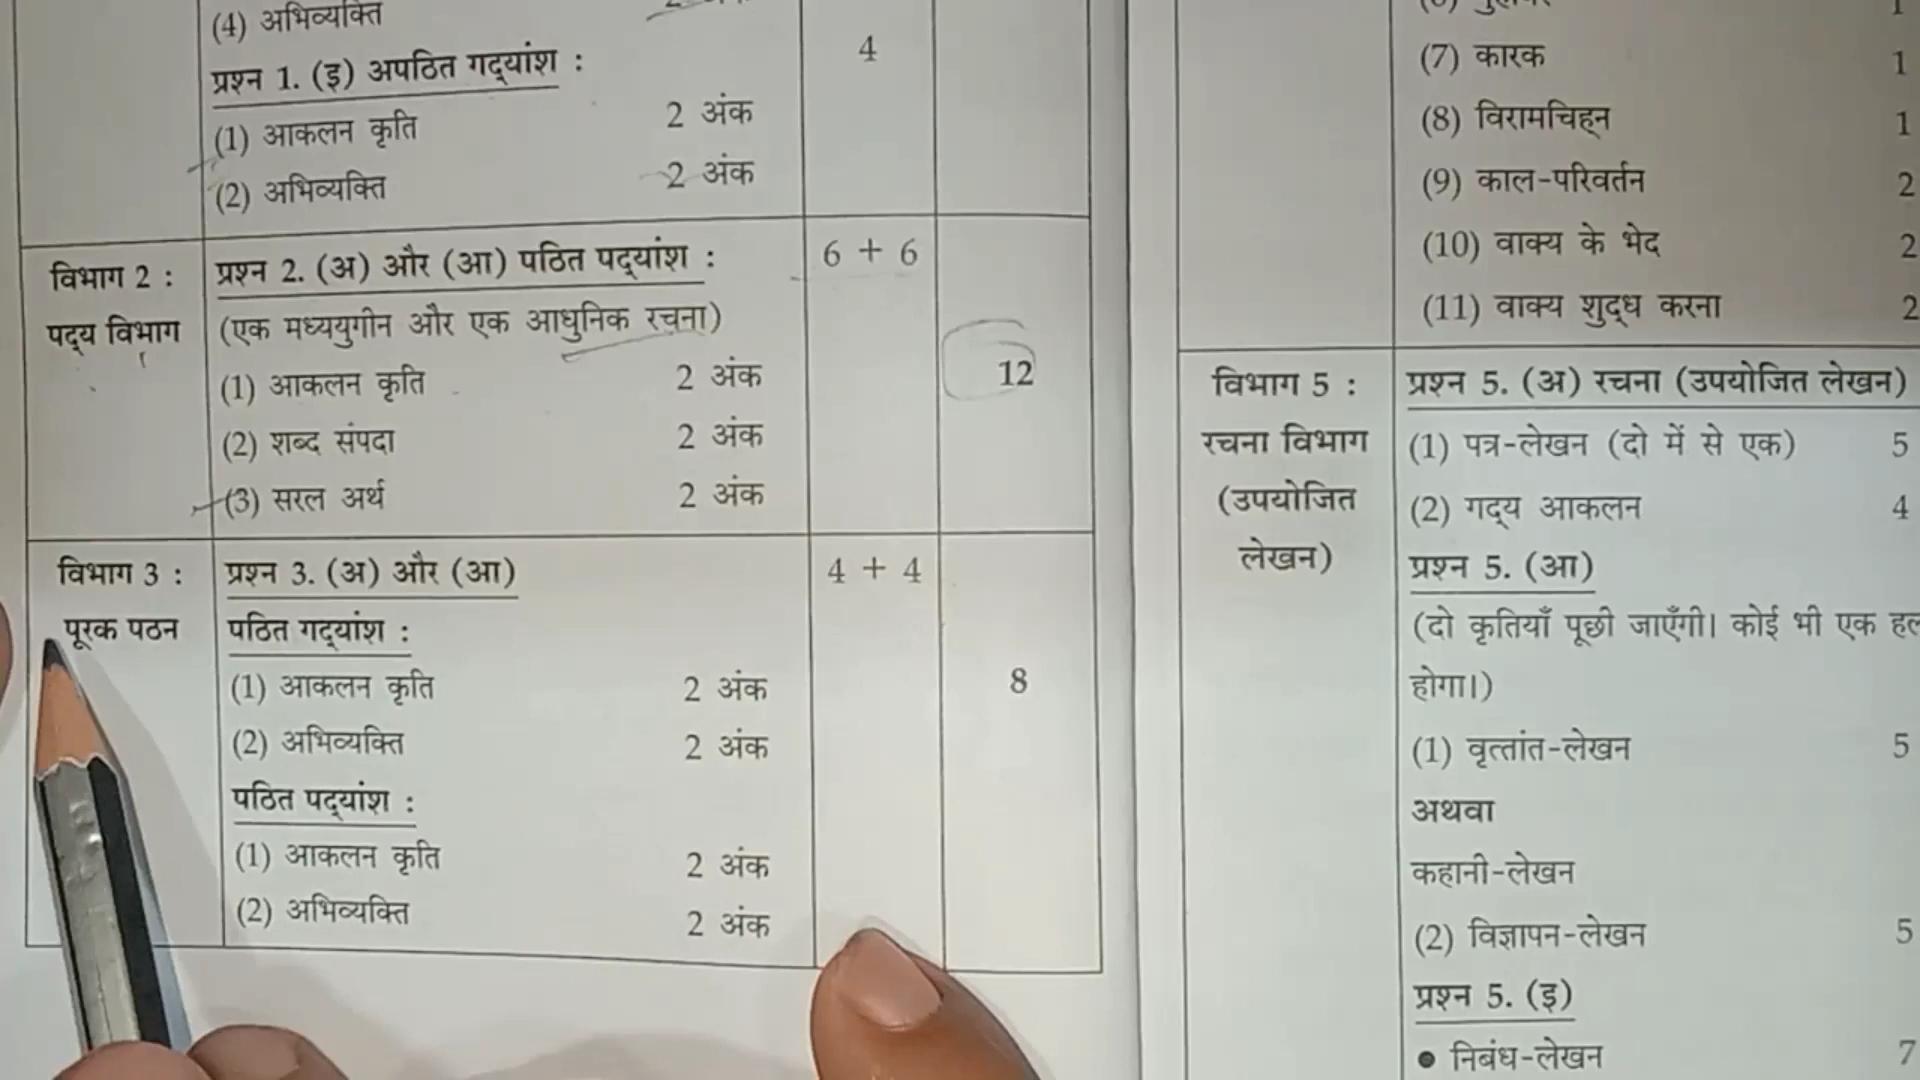 (4) अभिव्यक्ति
प्रश्न 1. (इ) अपठित गद्‌यांश : 4
(1) आकलन कृति 2 अंक
(2) अभिव्यक्ति 2 अंक
विभाग 2 : प्रश्न 2. (अ) और (आ) पठित पद्‌यांश : 6 + 6
पद्‌य विभाग (एक मध्ययुगीन और एक आधुनिक रचना)
(1) आकलन कृति 2 अंक 12
(2) शब्द संपदा 2 अंक
(3) सरल अर्थ 2 अंक
विभाग 3 : प्रश्न 3. (अ) और (आ) 4 + 4
पूरक पठन पठित गद्‌यांश :
(1) आकलन कृति 2 अंक 8
(2) अभिव्यक्ति 2 अंक
पठित पद्‌यांश :
(1) आकलन कृति 2 अंक
(2) अभिव्यक्ति 2 अंक
(7) कारक 1
(8) विरामचिह्‌न 1
(9) काल-परिवर्तन 2
(10) वाक्य के भेद 2
(11) वाक्य शुद्‌ध करना 2
विभाग 5 : प्रश्न 5. (अ) रचना (उपयोजित लेखन)
रचना विभाग (1) पत्र-लेखन (दो में से एक) 5
(उपयोजित (2) गद्‌य आकलन 4
लेखन) प्रश्न 5. (आ)
(दो कृतियाँ पूछी जाएँगी। कोई भी एक हल
होगा।)
(1) वृत्तांत-लेखन 5
अथवा
कहानी-लेखन
(2) विज्ञापन-लेखन 5
प्रश्न 5. (इ)
● निबंध-लेखन 7